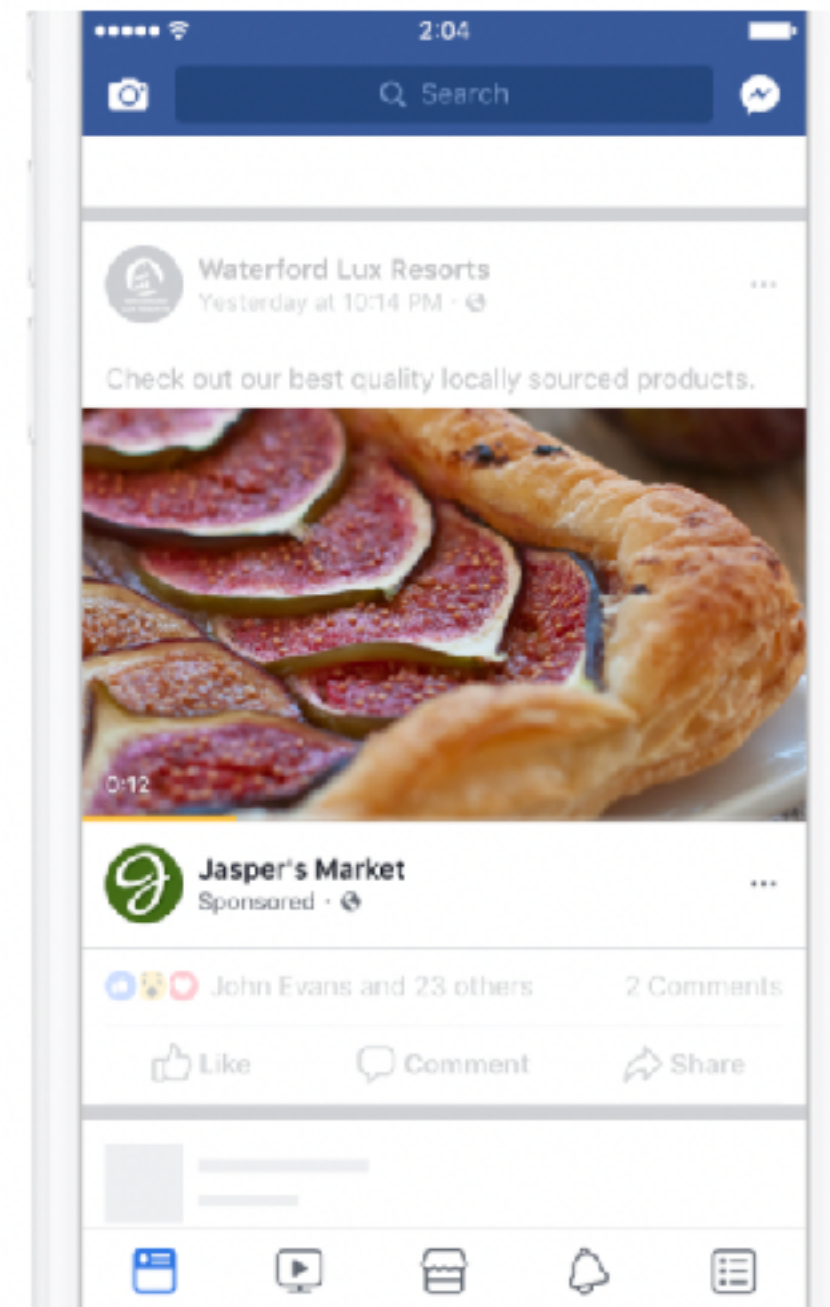 2:04
Search
Waterford Lux Resorts
Yesterday at 10:14 PM ·
Check out our best quality locally sourced products.
0:12
Jasper's Market
Sponsored ·
John Evans and 23 others 2 Comments
Like Comment Share